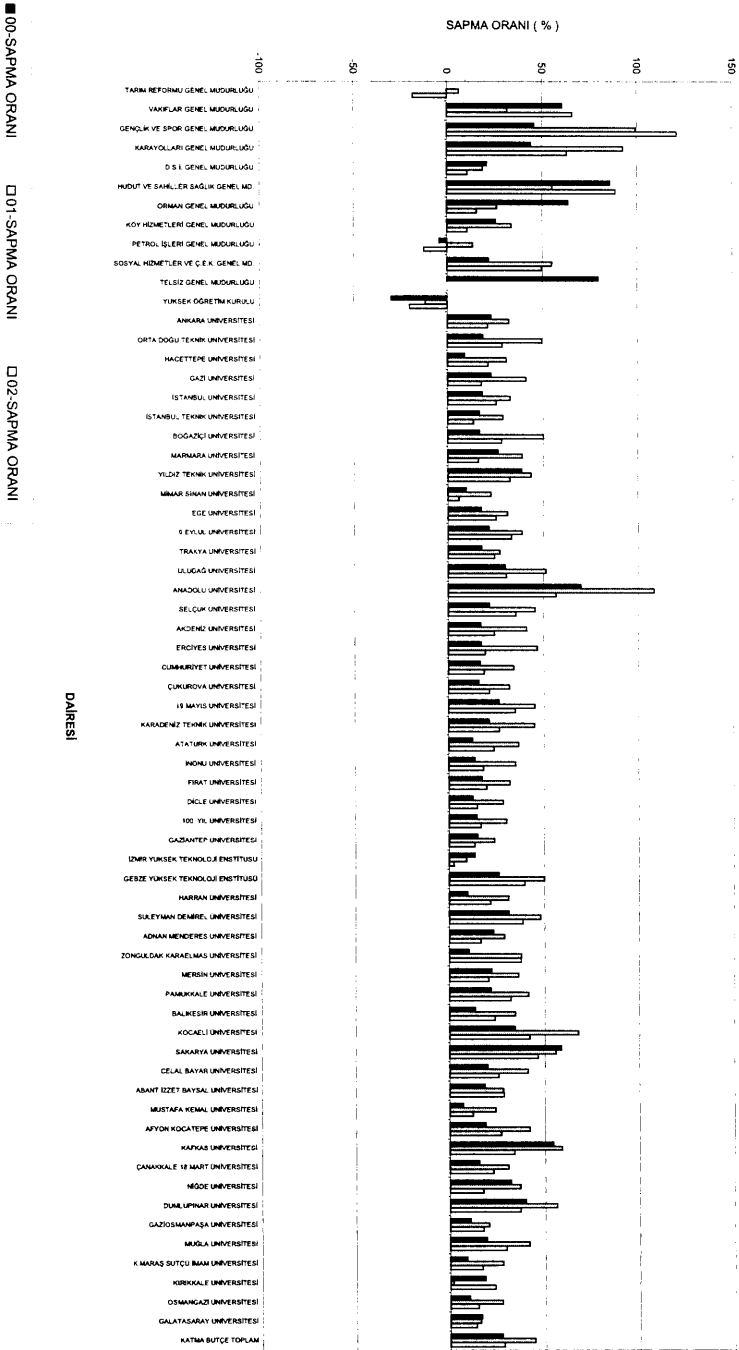 SAPMA ORANI ( % )
-100
-50
0
50
100
150
TARIM REFORMU GENEL MÜDÜRLÜĞÜ
VAKIFLAR GENEL MÜDÜRLÜĞÜ
GENÇLİK VE SPOR GENEL MÜDÜRLÜĞÜ
KARAYOLLARI GENEL MÜDÜRLÜĞÜ
D.S.İ. GENEL MÜDÜRLÜĞÜ
HUDUT VE SAHİLLER SAĞLIK GENEL MD.
ORMAN GENEL MÜDÜRLÜĞÜ
KÖY HİZMETLERİ GENEL MÜDÜRLÜĞÜ
PETROL İŞLERİ GENEL MÜDÜRLÜĞÜ
SOSYAL HİZMETLER VE Ç.E.K. GENEL MD.
TELSİZ GENEL MÜDÜRLÜĞÜ
YÜKSEK ÖĞRETİM KURULU
ANKARA ÜNİVERSİTESİ
ORTA DOĞU TEKNİK ÜNİVERSİTESİ
HACETTEPE ÜNİVERSİTESİ
GAZİ ÜNİVERSİTESİ
İSTANBUL ÜNİVERSİTESİ
İSTANBUL TEKNİK ÜNİVERSİTESİ
BOĞAZİÇİ ÜNİVERSİTESİ
MARMARA ÜNİVERSİTESİ
YILDIZ TEKNİK ÜNİVERSİTESİ
MİMAR SİNAN ÜNİVERSİTESİ
EGE ÜNİVERSİTESİ
9 EYLÜL ÜNİVERSİTESİ
TRAKYA ÜNİVERSİTESİ
ULUDAĞ ÜNİVERSİTESİ
ANADOLU ÜNİVERSİTESİ
SELÇUK ÜNİVERSİTESİ
AKDENİZ ÜNİVERSİTESİ
ERCİYES ÜNİVERSİTESİ
CUMHURİYET ÜNİVERSİTESİ
ÇUKUROVA ÜNİVERSİTESİ
19 MAYIS ÜNİVERSİTESİ
KARADENİZ TEKNİK ÜNİVERSİTESİ
ATATÜRK ÜNİVERSİTESİ
İNÖNÜ ÜNİVERSİTESİ
FIRAT ÜNİVERSİTESİ
DİCLE ÜNİVERSİTESİ
100. YIL ÜNİVERSİTESİ
GAZİANTEP ÜNİVERSİTESİ
İZMİR YÜKSEK TEKNOLOJİ ENSTİTÜSÜ
GEBZE YÜKSEK TEKNOLOJİ ENSTİTÜSÜ
HARRAN ÜNİVERSİTESİ
SÜLEYMAN DEMİREL ÜNİVERSİTESİ
ADNAN MENDERES ÜNİVERSİTESİ
ZONGULDAK KARAELMAS ÜNİVERSİTESİ
MERSİN ÜNİVERSİTESİ
PAMUKKALE ÜNİVERSİTESİ
BALIKESİR ÜNİVERSİTESİ
KOCAELİ ÜNİVERSİTESİ
SAKARYA ÜNİVERSİTESİ
CELAL BAYAR ÜNİVERSİTESİ
ABANT İZZET BAYSAL ÜNİVERSİTESİ
MUSTAFA KEMAL ÜNİVERSİTESİ
AFYON KOCATEPE ÜNİVERSİTESİ
KAFKAS ÜNİVERSİTESİ
ÇANAKKALE 18 MART ÜNİVERSİTESİ
NİĞDE ÜNİVERSİTESİ
DUMLUPINAR ÜNİVERSİTESİ
GAZİOSMANPAŞA ÜNİVERSİTESİ
MUĞLA ÜNİVERSİTESİ
K.MARAŞ SÜTÇÜ İMAM ÜNİVERSİTESİ
KIRIKKALE ÜNİVERSİTESİ
OSMANGAZİ ÜNİVERSİTESİ
GALATASARAY ÜNİVERSİTESİ
KATMA BÜTÇE TOPLAM
DAİRESİ
00-SAPMA ORANI
01-SAPMA ORANI
02-SAPMA ORANI